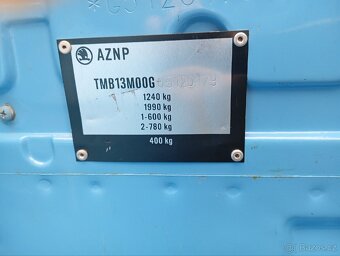 AZNP
TMB13M00G
1240 kg
1990 kg
1-600 kg
2-780 kg
400 kg